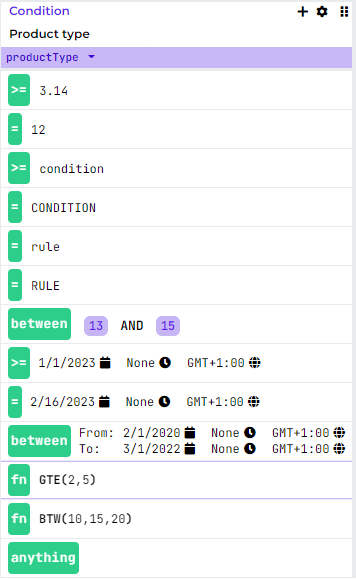 Condition
Product type
productType
>= 3.14
= 12
>= condition
= CONDITION
= rule
= RULE
between 13 AND 15
>= 1/1/2023 None GMT+1:00
= 2/16/2023 None GMT+1:00
between From: 2/1/2020 None GMT+1:00
To: 3/1/2022 None GMT+1:00
fn GTE(2,5)
fn BTW(10,15,20)
anything